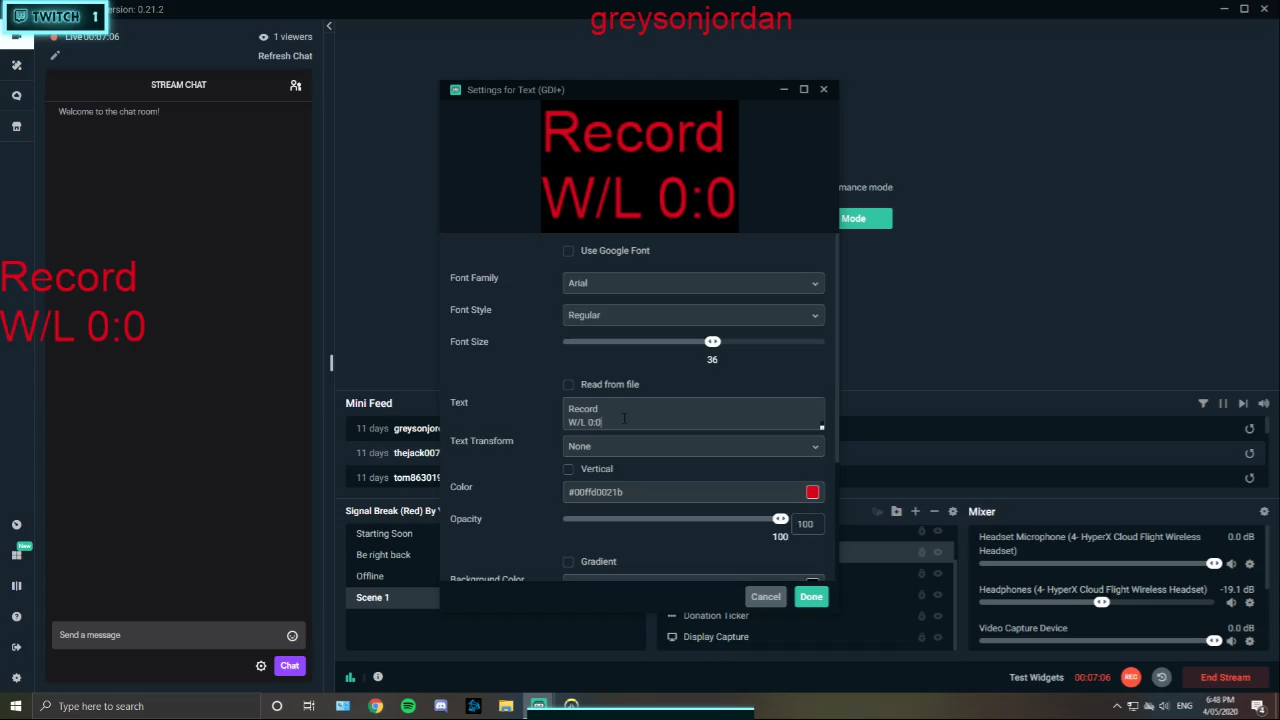 TWITCH 1
ersion: 0.21.2
greysonjordan
Live 00:07:06
1 viewers
Refresh Chat
STREAM CHAT
Welcome to the chat room!
Settings for Text (GDI+)
Record
W/L 0:0
mance mode
Mode
Use Google Font
Font Family
Arial
Font Style
Regular
Font Size
36
Record
W/L 0:0
Read from file
Text
Record
W/L 0:0
Text Transform
None
Vertical
Color
#00ffd0021b
Opacity
100
100
Gradient
Background Color
Cancel
Done
Mini Feed
11 days greysonjor
11 days thejack007
11 days tom863019
Signal Break (Red) By
Starting Soon
Be right back
Offline
Scene 1
Donation Ticker
Display Capture
Mixer
Headset Microphone (4- HyperX Cloud Flight Wireless
Headset)
0.0 dB
Headphones (4- HyperX Cloud Flight Wireless Headset)
-19.1 dB
Video Capture Device
0.0 dB
New
Send a message
Chat
Test Widgets
00:07:06
REC
End Stream
Type here to search
ENG
6:48 PM
4/05/2020